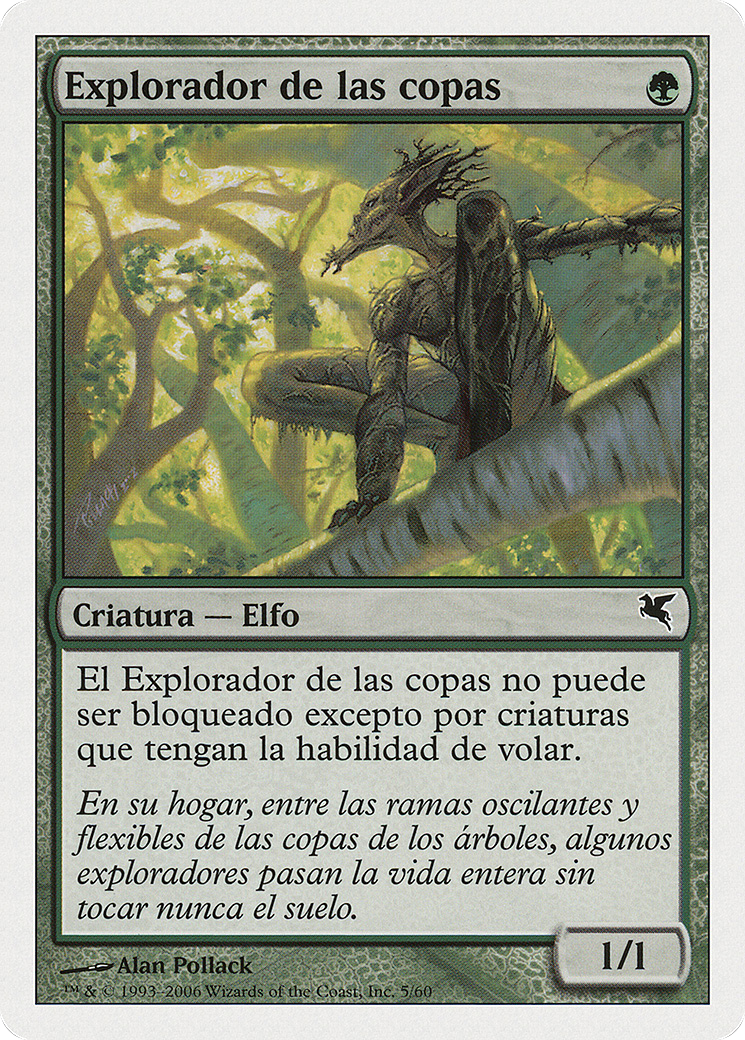 Explorador de las copas
Criatura — Elfo
El Explorador de las copas no puede
ser bloqueado excepto por criaturas
que tengan la habilidad de volar.
En su hogar, entre las ramas oscilantes y
flexibles de las copas de los árboles, algunos
exploradores pasan la vida entera sin
tocar nunca el suelo.
1/1
Alan Pollack
™ & © 1993–2006 Wizards of the Coast, Inc. 5/60